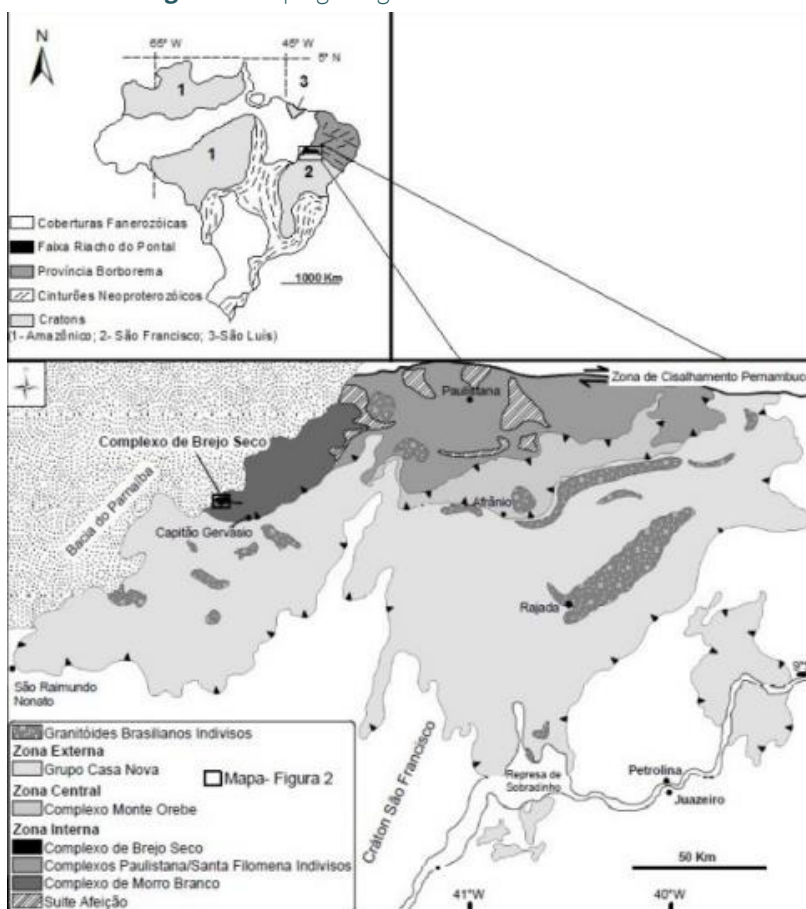 65° W
45° W
5° N
N
1
3
1
2
Coberturas Fanerozóicas
Faixa Riacho do Pontal
Província Borborema
Cinturões Neoproterozóicos
Cratons
(1- Amazônico; 2- São Francisco; 3-São Luís)
1000 Km
Zona de Cisalhamento Pernambuco
Paulistana
Complexo de Brejo Seco
Bacia do Parnaíba
Capitão Gervásio
Afrânio
Rajada
São Raimundo
Nonato
Cráton São Francisco
Represa de
Sobradinho
Petrolina
Juazeiro
Granitóides Brasilianos Indivisos
Zona Externa
Grupo Casa Nova
Mapa- Figura 2
Zona Central
Complexo Monte Orebe
Zona Interna
Complexo de Brejo Seco
Complexos Paulistana/Santa Filomena Indivisos
Complexo de Morro Branco
Suite Afeição
50 Km
41°W
40°W